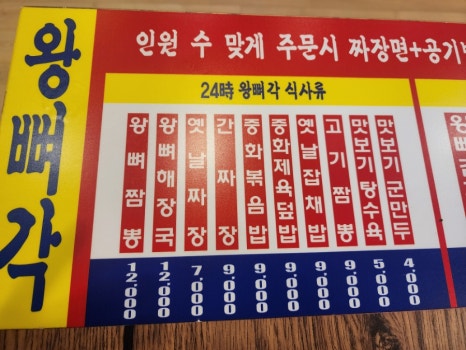 왕뼈각
인원 수 맞게 주문시 짜장면+공기
24時 왕뼈각 식사류
왕뼈짬뽕
12.000
왕뼈해장국
12.000
옛날짜장
7.000
간짜장
9.000
중화볶음밥
9.000
중화제육덮밥
9.000
옛날잡채밥
9.000
고기짬뽕
9.000
맛보기탕수육
5.000
맛보기군만두
4.000